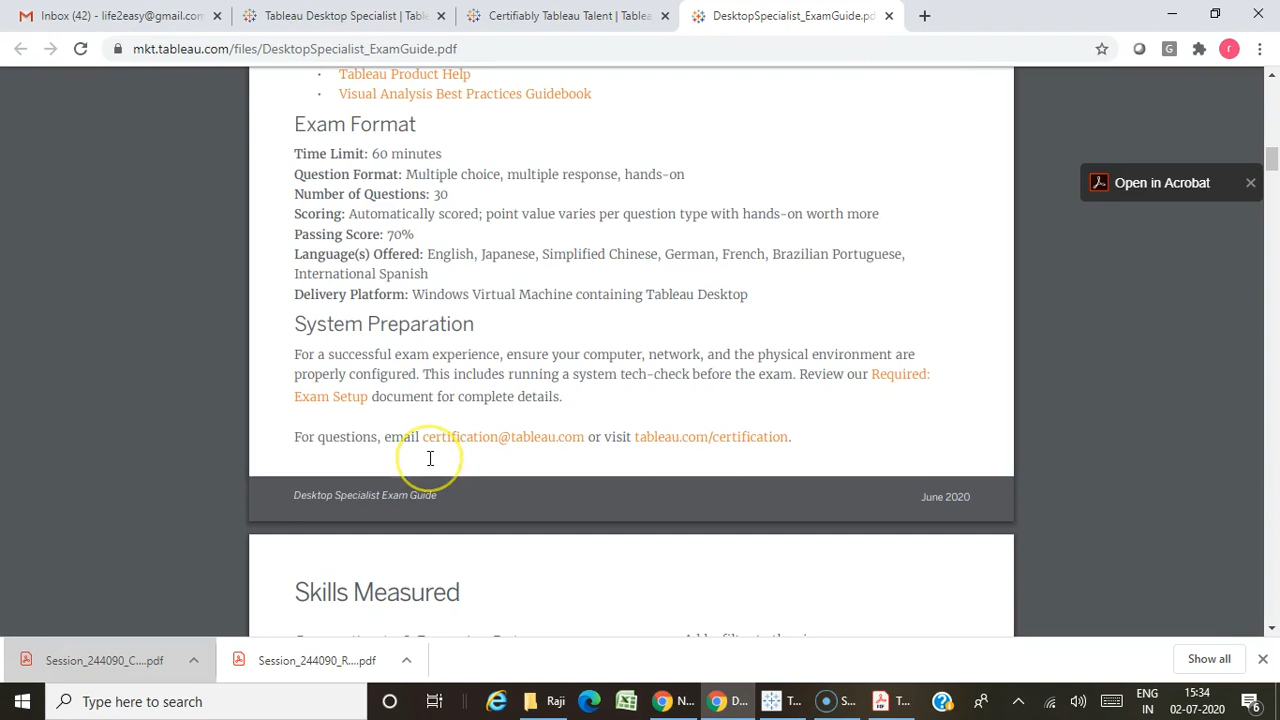 Inbox (42) - life2easy@gmail.com
Tableau Desktop Specialist | Tabl
Certifiably Tableau Talent | Tablea
DesktopSpecialist_ExamGuide.pdf
mkt.tableau.com/files/DesktopSpecialist_ExamGuide.pdf
• Tableau Product Help
• Visual Analysis Best Practices Guidebook
Open in Acrobat
Exam Format
Time Limit: 60 minutes
Question Format: Multiple choice, multiple response, hands-on
Number of Questions: 30
Scoring: Automatically scored; point value varies per question type with hands-on worth more
Passing Score: 70%
Language(s) Offered: English, Japanese, Simplified Chinese, German, French, Brazilian Portuguese,
International Spanish
Delivery Platform: Windows Virtual Machine containing Tableau Desktop
System Preparation
For a successful exam experience, ensure your computer, network, and the physical environment are
properly configured. This includes running a system tech-check before the exam. Review our Required:
Exam Setup document for complete details.
For questions, email certification@tableau.com or visit tableau.com/certification.
Desktop Specialist Exam Guide
June 2020
Skills Measured
Session_244090_C....pdf
Session_244090_R....pdf
Show all
Type here to search
Raji
N...
D...
T...
S...
T...
ENG
IN
15:34
02-07-2020
6